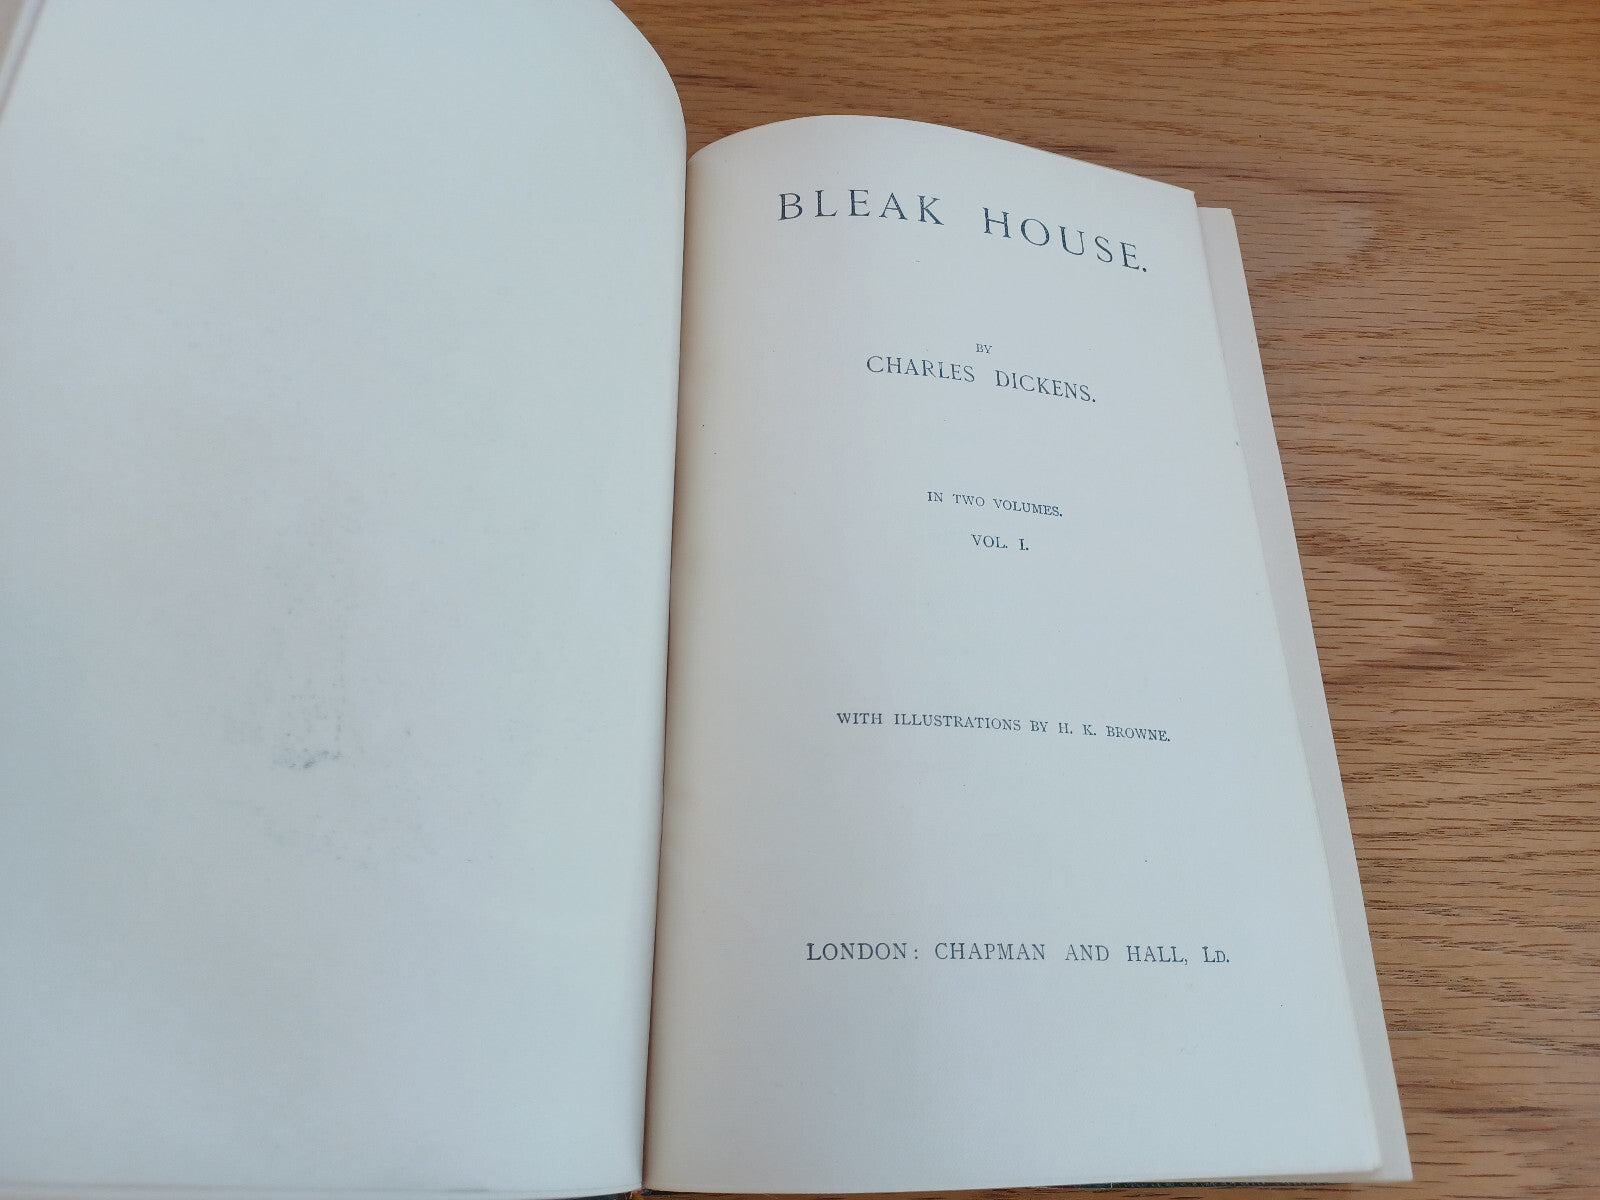 BLEAK HOUSE.
BY
CHARLES DICKENS.
IN TWO VOLUMES.
VOL. I.
WITH ILLUSTRATIONS BY H. K. BROWNE.
LONDON: CHAPMAN AND HALL, LD.